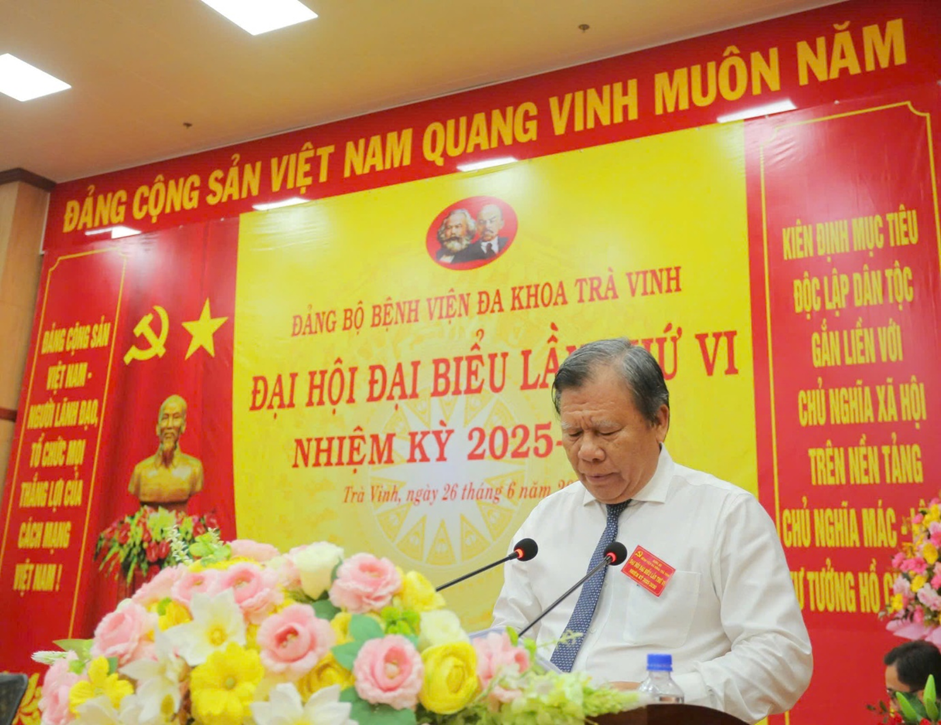 ĐẢNG CỘNG SẢN VIỆT NAM QUANG VINH MUÔN NĂM
ĐẢNG CỘNG SẢN
VIỆT NAM -
NGƯỜI LÃNH ĐẠO,
TỔ CHỨC MỌI
THẮNG LỢI CỦA
CÁCH MẠNG
VIỆT NAM !
ĐẢNG BỘ BỆNH VIỆN ĐA KHOA TRÀ VINH
ĐẠI HỘI ĐẠI BIỂU LẦN THỨ VI
NHIỆM KỲ 2025-
Trà Vinh, ngày 26 tháng 6 năm
KIÊN ĐỊNH MỤC TIÊU
ĐỘC LẬP DÂN TỘC
GẮN LIỀN VỚI
CHỦ NGHĨA XÃ HỘI
TRÊN NỀN TẢNG
CHỦ NGHĨA MÁC -
TƯ TƯỞNG HỒ